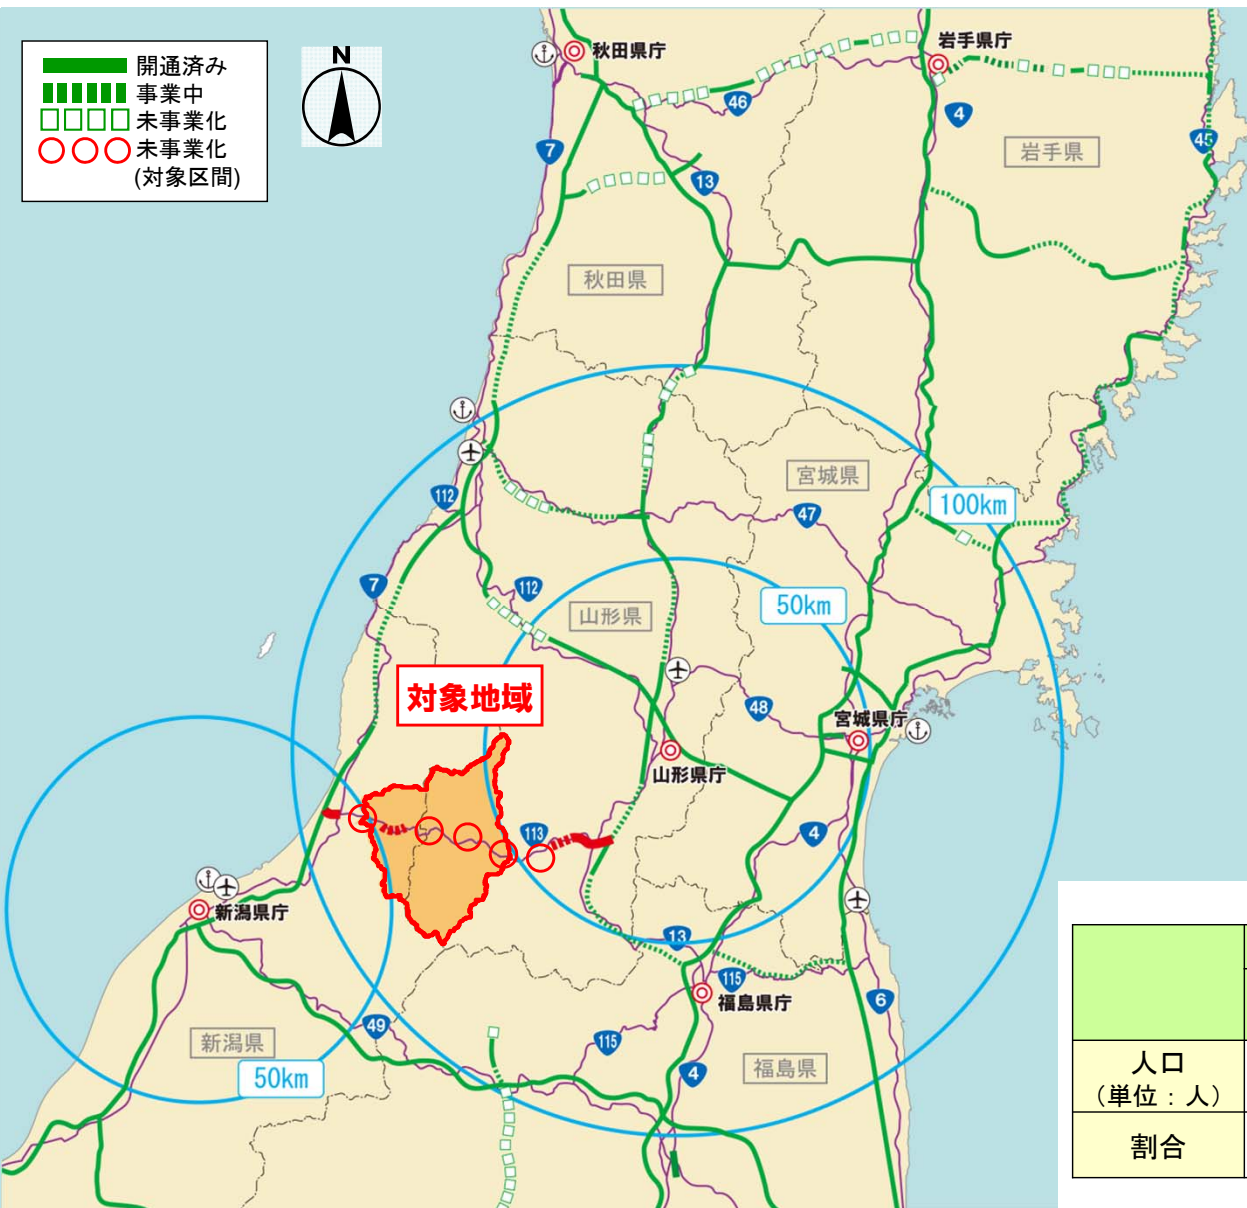 開通済み
事業中
未事業化
未事業化
(対象区間)
N
秋田県庁
岩手県庁
46
4
45
7
岩手県
13
秋田県
宮城県
100km
112
47
7
112
50km
山形県
対象地域
48
宮城県庁
山形県庁
113
4
新潟県庁
13
115
福島県庁
6
49
新潟県
115
50km
4
福島県
人口
（単位：人）
割合